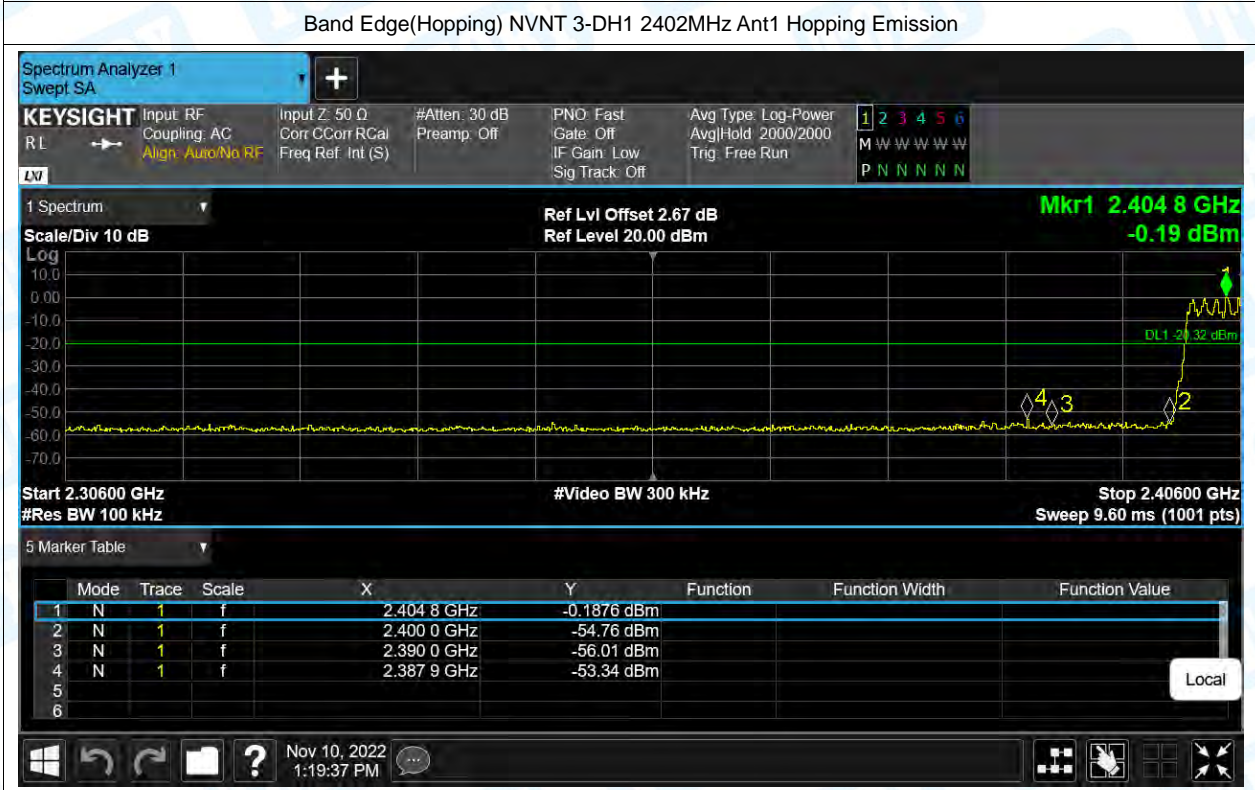 Band Edge(Hopping) NVNT 3-DH1 2402MHz Ant1 Hopping Emission
Spectrum Analyzer 1
Swept SA
+
KEYSIGHT Input: RF Input Z: 50 Ω #Atten: 30 dB PNO: Fast Avg Type: Log-Power 1 2 3 4 5 6
RL Coupling: AC Corr CCorr RCal Preamp: Off Gate: Off Avg|Hold: 2000/2000 M W W W W W
Align: Auto/No RF Freq Ref: Int (S) IF Gain: Low Trig: Free Run P N N N N N
LXI Sig Track: Off
1 Spectrum Ref Lvl Offset 2.67 dB Mkr1 2.404 8 GHz
Scale/Div 10 dB Ref Level 20.00 dBm -0.19 dBm
Log
10.0
0.00
-10.0
-20.0 DL1 -20.32 dBm
-30.0
-40.0
-50.0 4 3 2
-60.0
-70.0
Start 2.30600 GHz #Video BW 300 kHz Stop 2.40600 GHz
#Res BW 100 kHz Sweep 9.60 ms (1001 pts)
5 Marker Table
Mode Trace Scale X Y Function Function Width Function Value
1 N 1 f 2.404 8 GHz -0.1876 dBm
2 N 1 f 2.400 0 GHz -54.76 dBm
3 N 1 f 2.390 0 GHz -56.01 dBm
4 N 1 f 2.387 9 GHz -53.34 dBm
5
6
Local
? Nov 10, 2022
1:19:37 PM